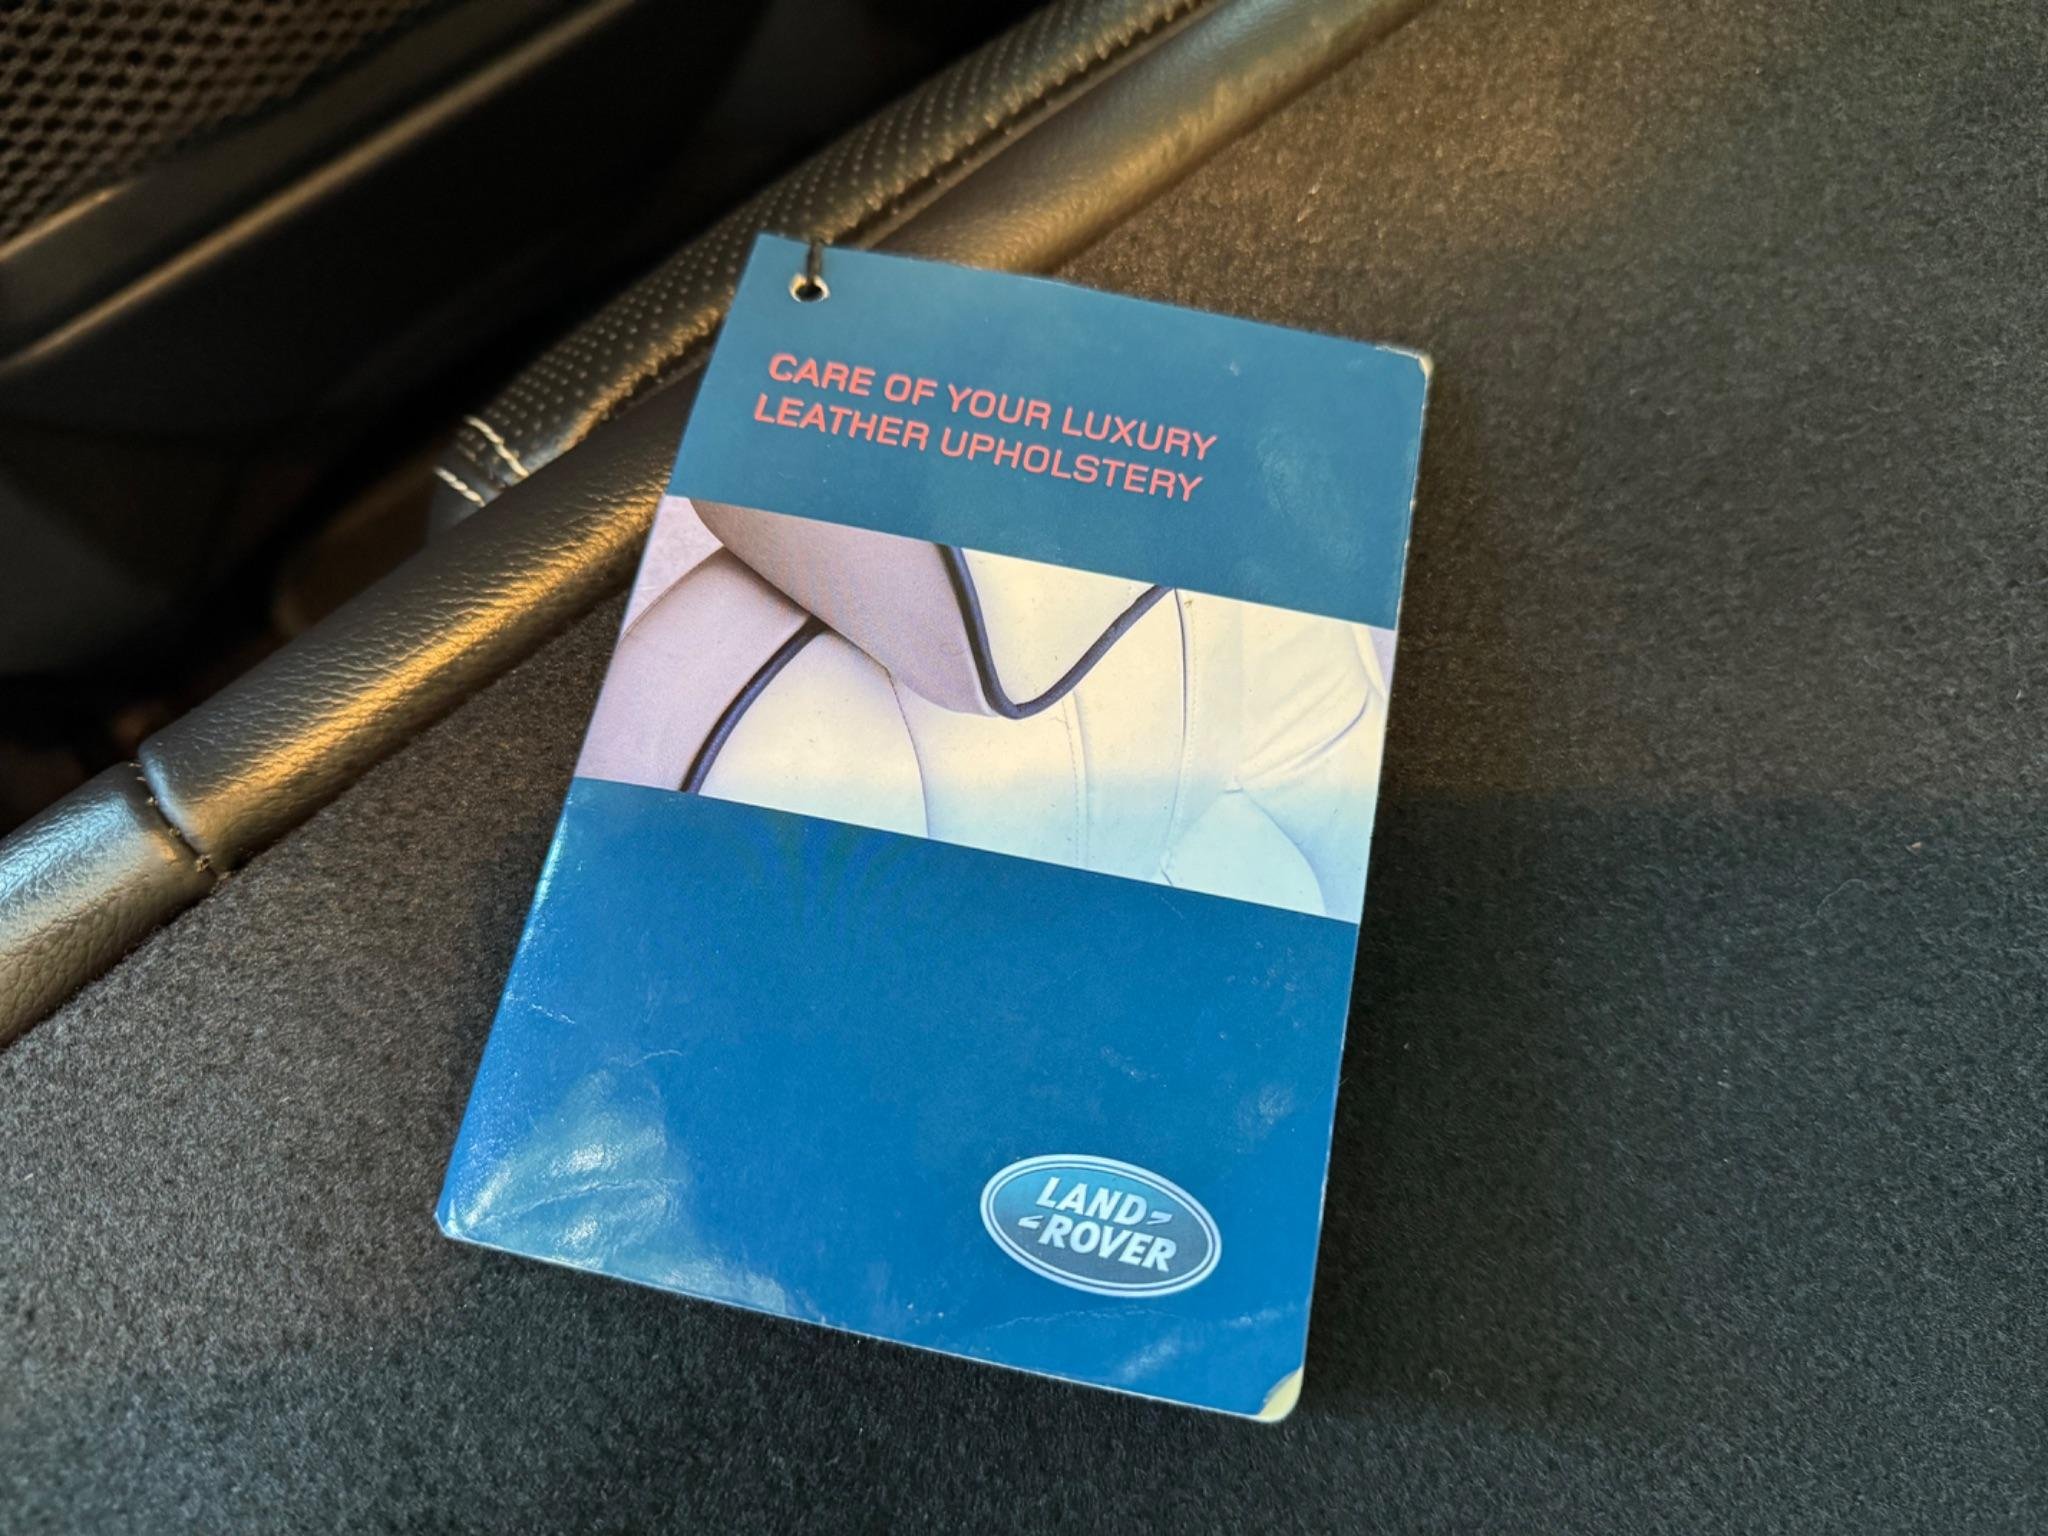 CARE OF YOUR LUXURY
LEATHER UPHOLSTERY
LAND
ROVER